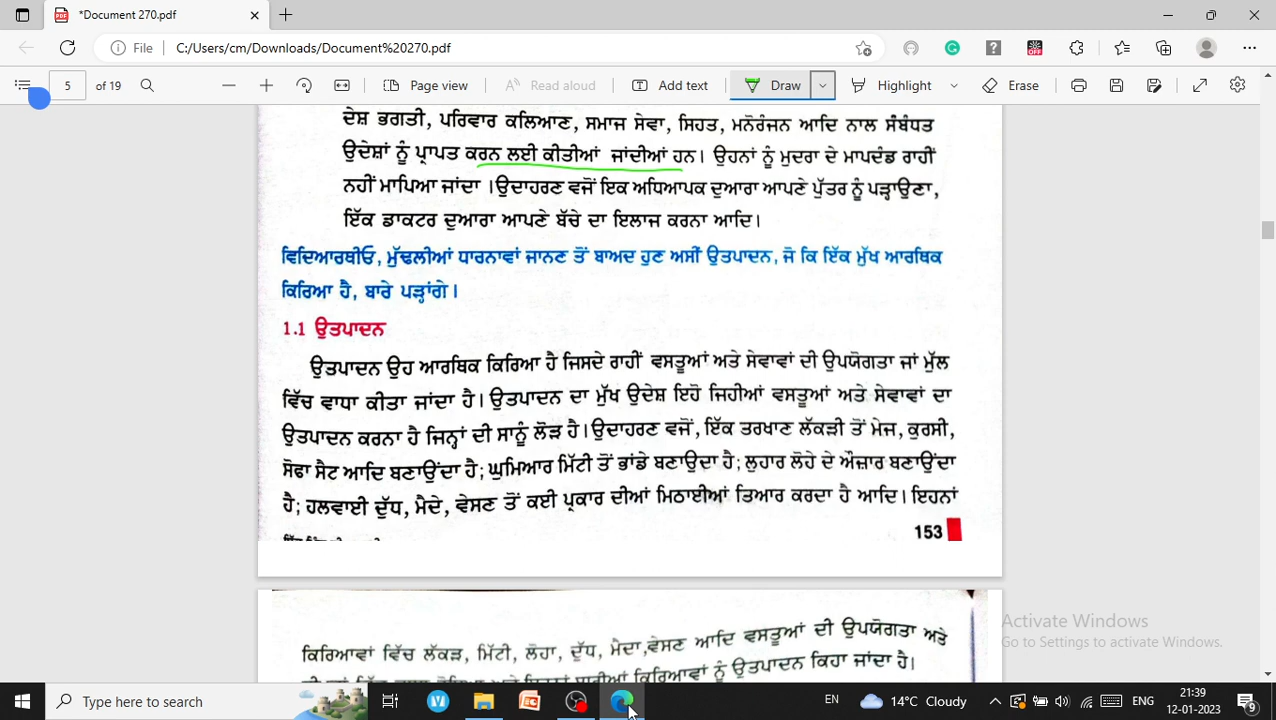 *Document 270.pdf
File C:/Users/cm/Downloads/Document%20270.pdf
5 of 19 Page view Read aloud Add text Draw Highlight Erase
ਦੇਸ਼ ਭਗਤੀ, ਪਰਿਵਾਰ ਕਲਿਆਣ, ਸਮਾਜ ਸੇਵਾ, ਸਿਹਤ, ਮਨੋਰੰਜਨ ਆਦਿ ਨਾਲ ਸੰਬੰਧਤ
ਉਦੇਸ਼ਾਂ ਨੂੰ ਪ੍ਰਾਪਤ ਕਰਨ ਲਈ ਕੀਤੀਆਂ ਜਾਂਦੀਆਂ ਹਨ। ਉਹਨਾਂ ਨੂੰ ਮੁਦਰਾ ਦੇ ਮਾਪਦੰਡ ਰਾਹੀਂ
ਨਹੀਂ ਮਾਪਿਆ ਜਾਂਦਾ ।ਉਦਾਹਰਣ ਵਜੋਂ ਇਕ ਅਧਿਆਪਕ ਦੁਆਰਾ ਆਪਣੇ ਪੁੱਤਰ ਨੂੰ ਪੜ੍ਹਾਉਣਾ,
ਇੱਕ ਡਾਕਟਰ ਦੁਆਰਾ ਆਪਣੇ ਬੱਚੇ ਦਾ ਇਲਾਜ ਕਰਨਾ ਆਦਿ।
ਵਿਦਿਆਰਥੀਓ, ਮੁੱਢਲੀਆਂ ਧਾਰਨਾਵਾਂ ਜਾਨਣ ਤੋਂ ਬਾਅਦ ਹੁਣ ਅਸੀਂ ਉਤਪਾਦਨ, ਜੋ ਕਿ ਇੱਕ ਮੁੱਖ ਆਰਥਿਕ
ਕਿਰਿਆ ਹੈ, ਬਾਰੇ ਪੜ੍ਹਾਂਗੇ।
1.1 ਉਤਪਾਦਨ
ਉਤਪਾਦਨ ਉਹ ਆਰਥਿਕ ਕਿਰਿਆ ਹੈ ਜਿਸਦੇ ਰਾਹੀਂ ਵਸਤੂਆਂ ਅਤੇ ਸੇਵਾਵਾਂ ਦੀ ਉਪਯੋਗਤਾ ਜਾਂ ਮੁੱਲ
ਵਿੱਚ ਵਾਧਾ ਕੀਤਾ ਜਾਂਦਾ ਹੈ। ਉਤਪਾਦਨ ਦਾ ਮੁੱਖ ਉਦੇਸ਼ ਇਹੋ ਜਿਹੀਆਂ ਵਸਤੂਆਂ ਅਤੇ ਸੇਵਾਵਾਂ ਦਾ
ਉਤਪਾਦਨ ਕਰਨਾ ਹੈ ਜਿਨ੍ਹਾਂ ਦੀ ਸਾਨੂੰ ਲੋੜ ਹੈ। ਉਦਾਹਰਣ ਵਜੋਂ, ਇੱਕ ਤਰਖਾਣ ਲੱਕੜੀ ਤੋਂ ਮੇਜ, ਕੁਰਸੀ,
ਸੋਫਾ ਸੈਟ ਆਦਿ ਬਣਾਉਂਦਾ ਹੈ; ਘੁਮਿਆਰ ਮਿੱਟੀ ਤੋਂ ਭਾਂਡੇ ਬਣਾਉਦਾ ਹੈ; ਲੁਹਾਰ ਲੋਹੇ ਦੇ ਔਜ਼ਾਰ ਬਣਾਉਂਦਾ
ਹੈ; ਹਲਵਾਈ ਦੁੱਧ, ਮੈਦੇ, ਵੇਸਣ ਤੋਂ ਕਈ ਪ੍ਰਕਾਰ ਦੀਆਂ ਮਿਠਾਈਆਂ ਤਿਆਰ ਕਰਦਾ ਹੈ ਆਦਿ। ਇਹਨਾਂ
153
ਕਿਰਿਆਵਾਂ ਵਿੱਚ ਲੱਕੜ, ਮਿੱਟੀ, ਲੋਹਾ, ਦੁੱਧ, ਮੈਦਾ,ਵੇਸਣ ਆਦਿ ਵਸਤੂਆਂ ਦੀ ਉਪਯੋਗਤਾ ਅਤੇ
ਕਿਰਿਆਵਾਂ ਨੂੰ ਉਤਪਾਦਨ ਕਿਹਾ ਜਾਂਦਾ ਹੈ।
Activate Windows
Go to Settings to activate Windows.
Type here to search EN 14°C Cloudy ENG 21:39
12-01-2023 9